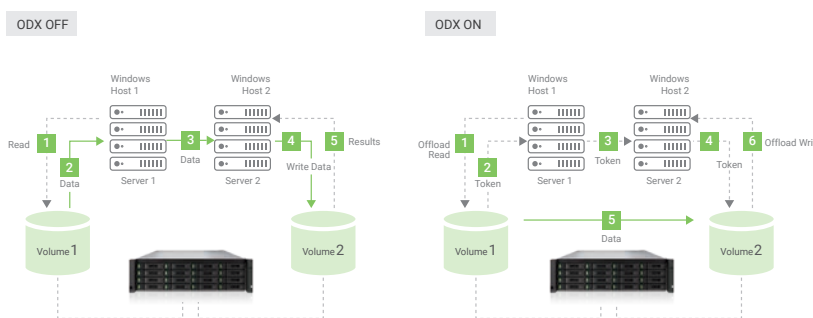 ODX OFF
Windows
Host 1
Windows
Host 2
Read
1
2
Data
3
Data
4
Write Data
5
Results
Server 1
Server 2
Volume1
Volume2
ODX ON
Windows
Host 1
Windows
Host 2
1
Offload
Read
2
Token
3
Token
4
Token
6
Offload Wri
Server 1
Server 2
5
Data
Volume1
Volume2